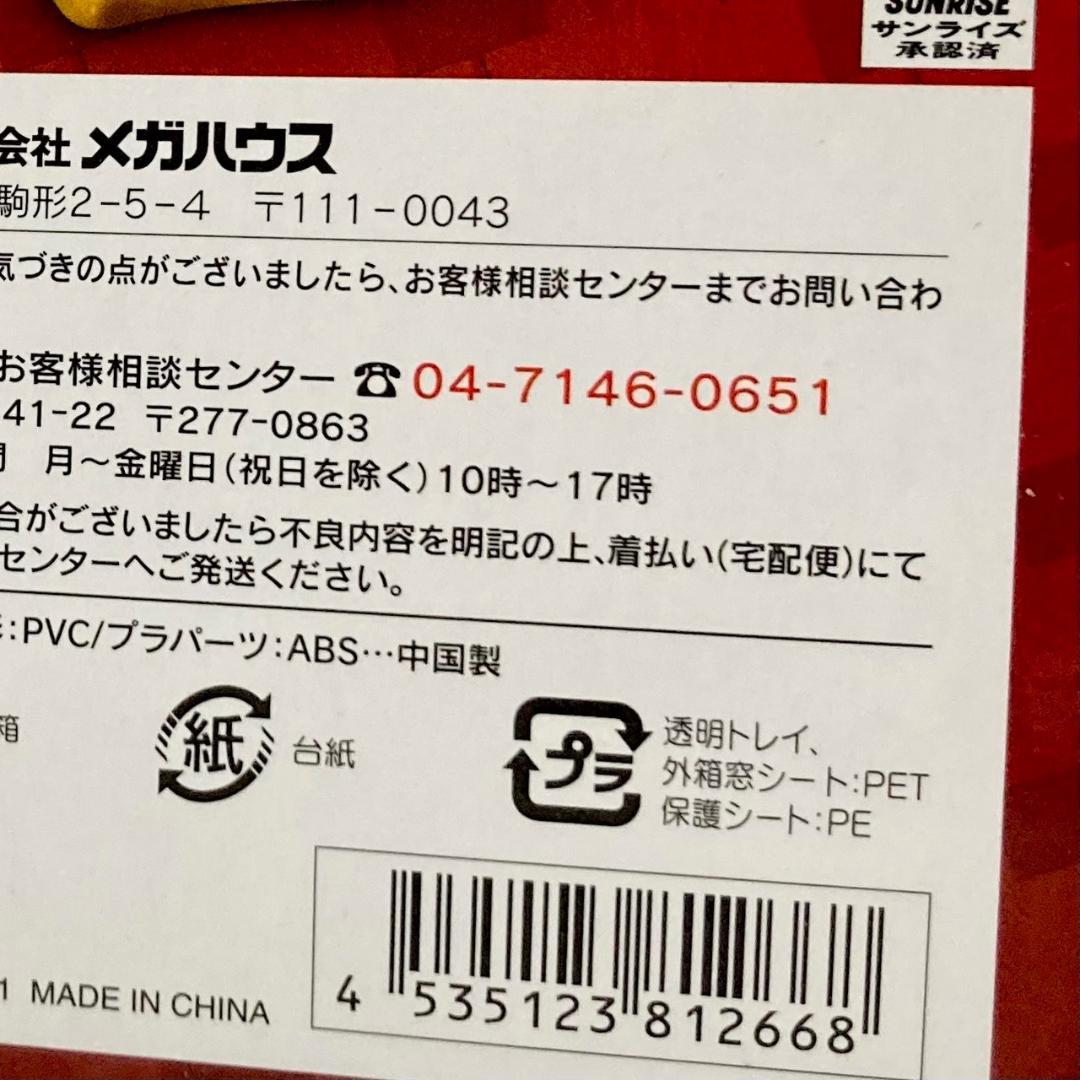 SUNRISE
サンライズ
承認済
会社 メガハウス
駒形2-5-4 〒111-0043
気づきの点がございましたら、お客様相談センターまでお問い合わ
お客様相談センター ☎04-7146-0651
41-22 〒277-0863
月～金曜日(祝日を除く)10時～17時
合がございましたら不良内容を明記の上、着払い(宅配便)にて
センターへご発送ください。
:PVC/プラパーツ:ABS…中国製
箱
紙 台紙
プラ
透明トレイ、
外箱窓シート:PET
保護シート:PE
1 MADE IN CHINA
4 535123 812668